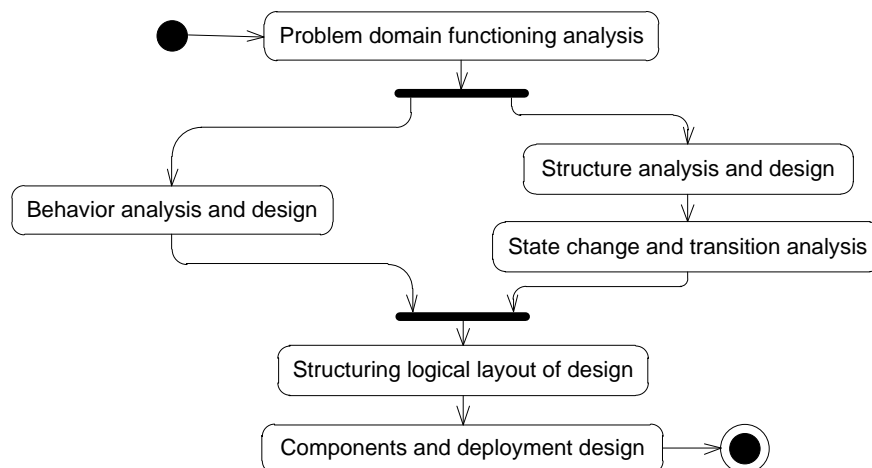 Problem domain functioning analysis
Structure analysis and design
Behavior analysis and design
State change and transition analysis
Structuring logical layout of design
Components and deployment design